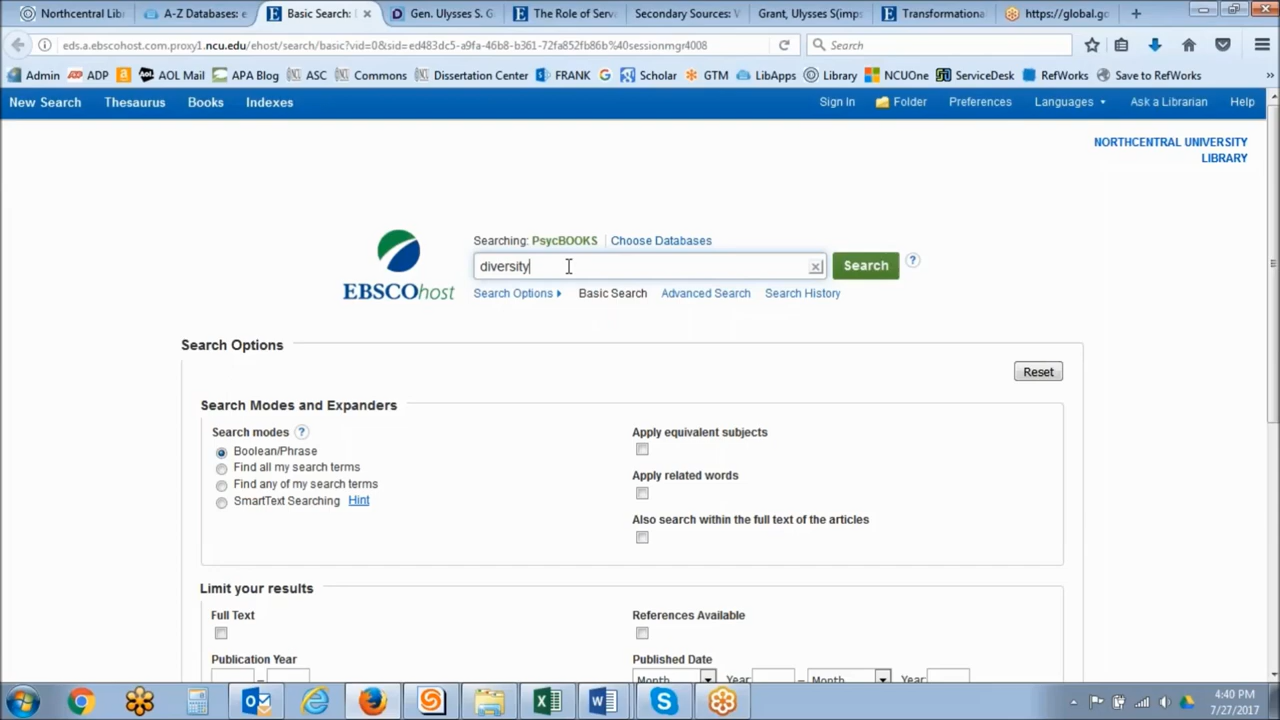 Northcentral Libr
A-Z Databases: e
Basic Search:
Gen. Ulysses S. G
The Role of Serva
Secondary Sources: V
Grant, Ulysses S(imps
Transformationa
https://global.go
eds.a.ebscohost.com.proxy1.ncu.edu/ehost/search/basic?vid=0&sid=ed483dc5-a9fa-46b8-b361-72fa852fb86b%40sessionmgr4008
Search
Admin ADP AOL Mail APA Blog ASC Commons Dissertation Center FRANK Scholar GTM LibApps Library NCUOne ServiceDesk RefWorks Save to RefWorks
New Search Thesaurus Books Indexes
Sign In Folder Preferences Languages Ask a Librarian Help
NORTHCENTRAL UNIVERSITY
LIBRARY
EBSCOhost
Searching: PsycBOOKS Choose Databases
diversity
Search ?
Search Options Basic Search Advanced Search Search History
Search Options
Reset
Search Modes and Expanders
Search modes ?
Boolean/Phrase
Find all my search terms
Find any of my search terms
SmartText Searching Hint
Apply equivalent subjects
Apply related words
Also search within the full text of the articles
Limit your results
Full Text
References Available
Publication Year
–
Published Date
Month Year – Month Year
4:40 PM
7/27/2017